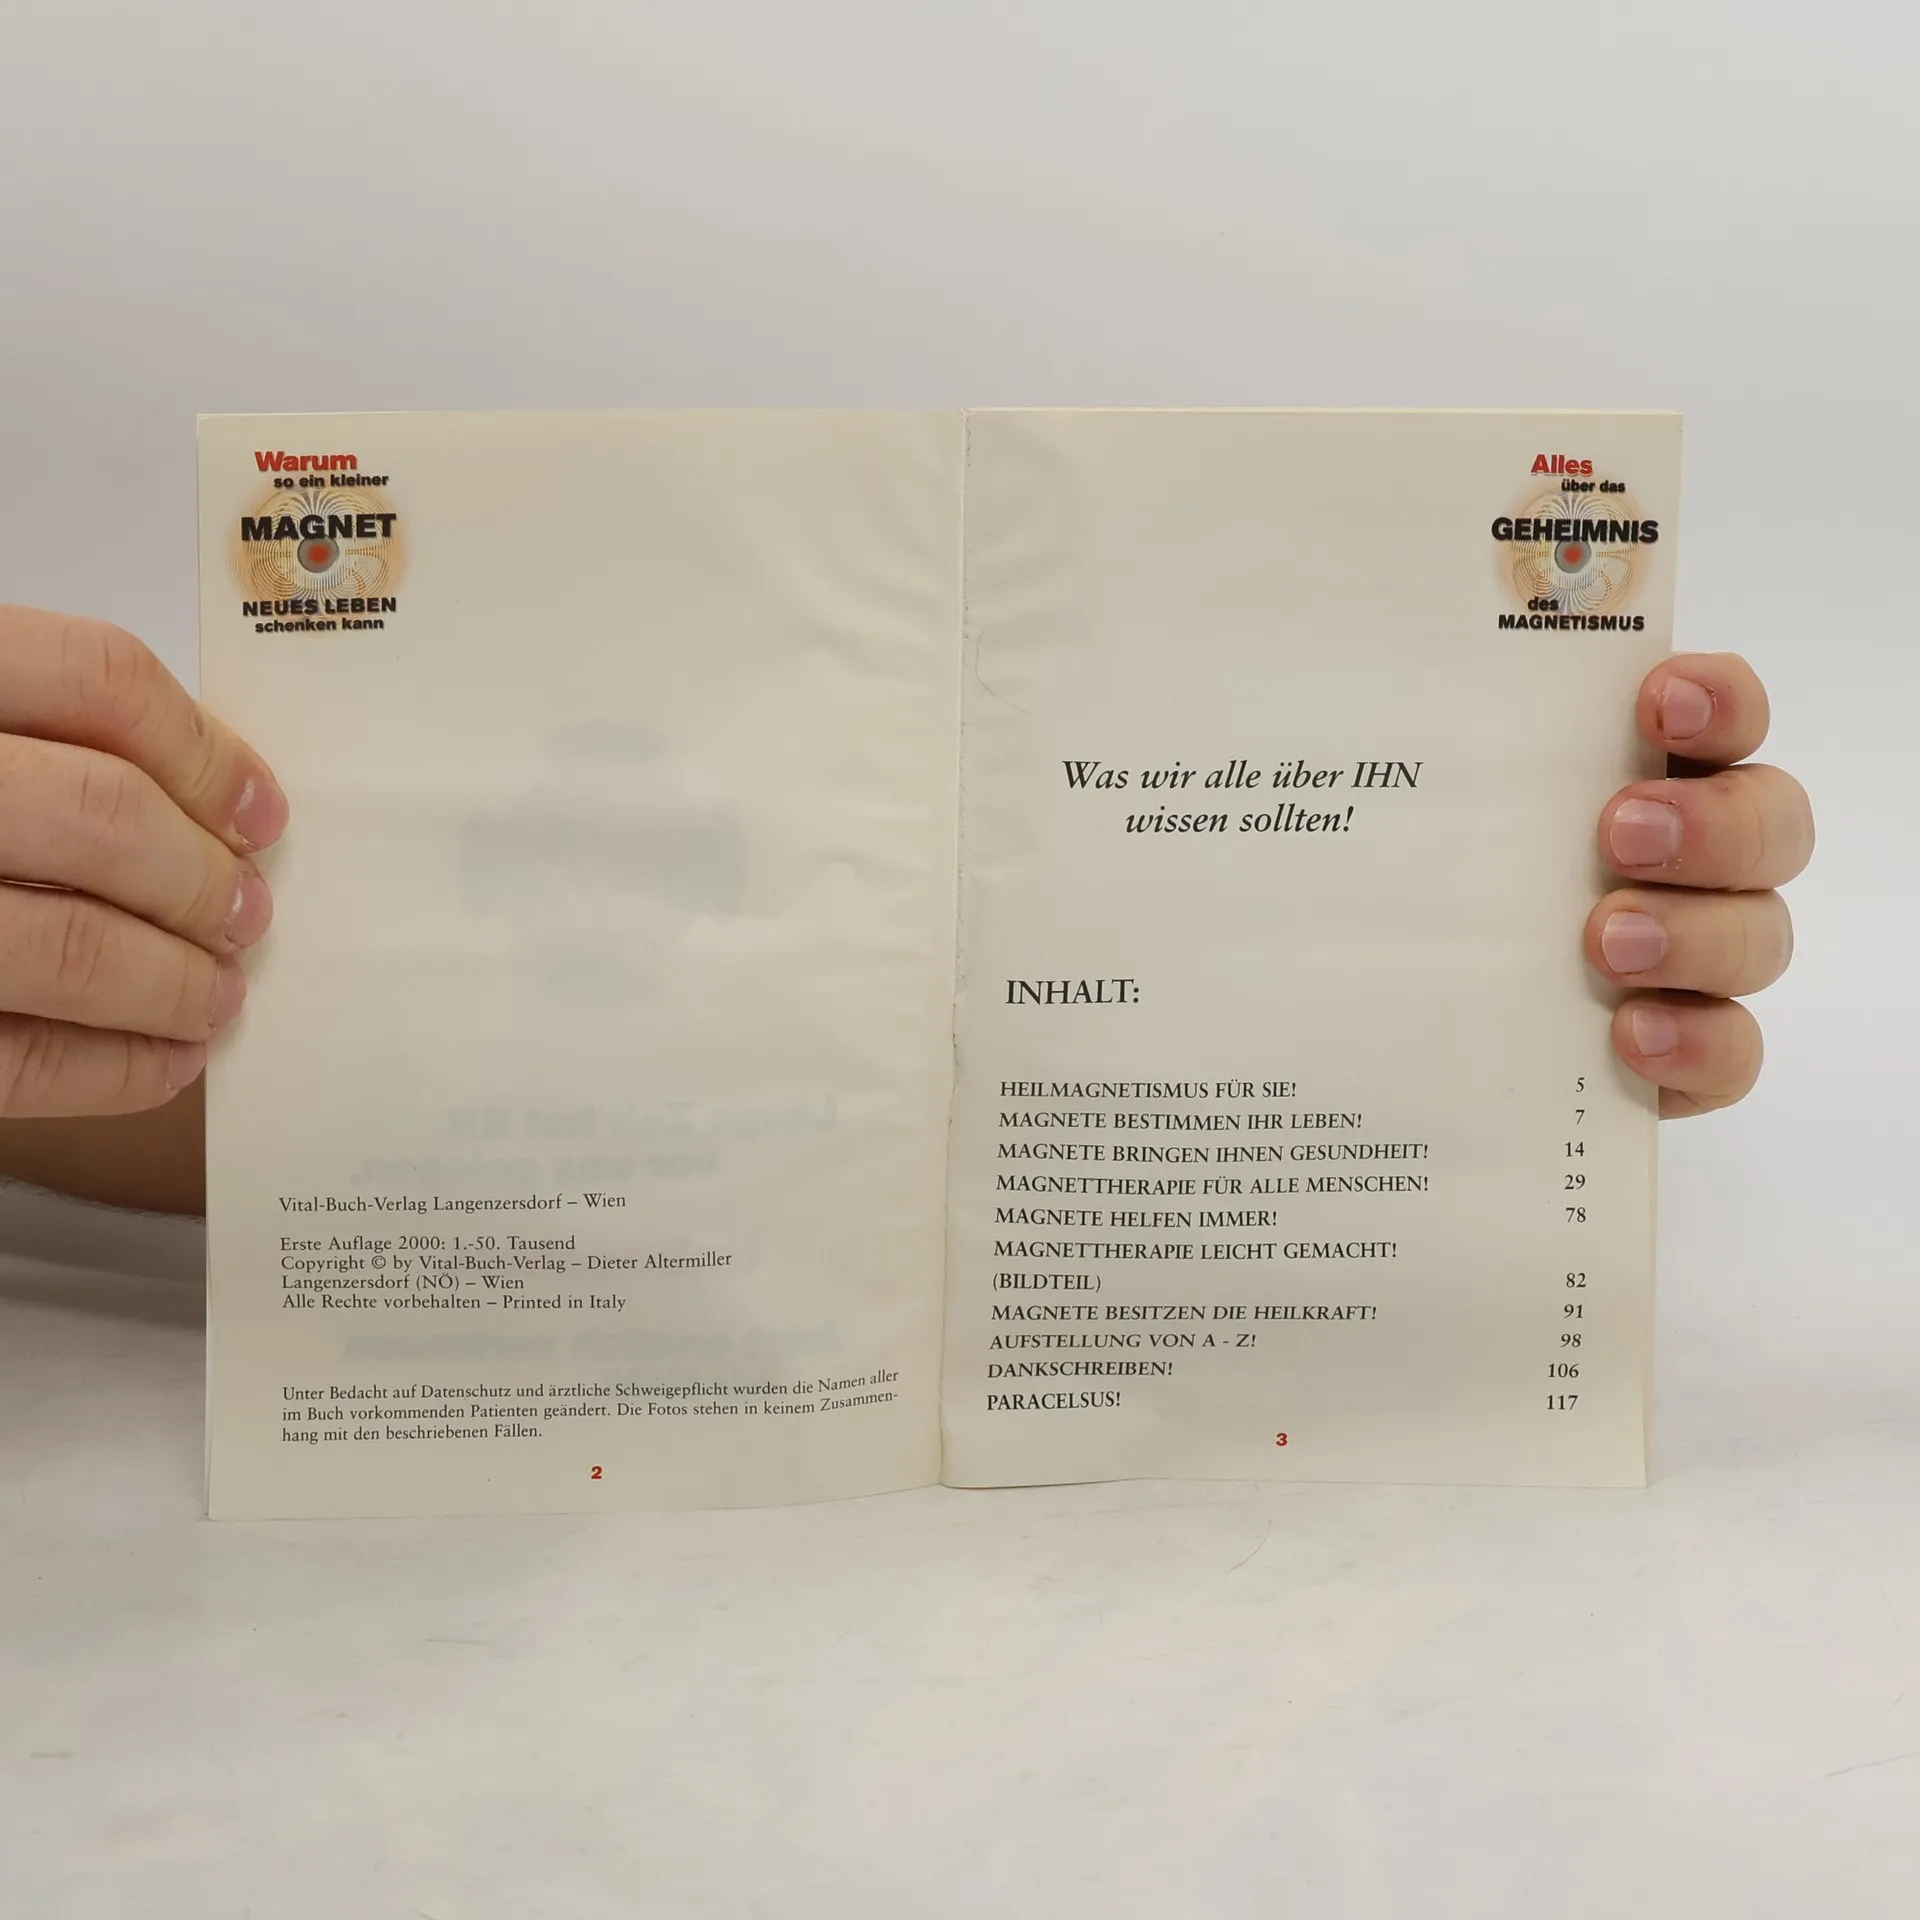 Warum
so ein kleiner
MAGNET
NEUES LEBEN
schenken kann
Vital-Buch-Verlag Langenzersdorf – Wien
Erste Auflage 2000: 1.-50. Tausend
Copyright © by Vital-Buch-Verlag – Dieter Altermiller
Langenzersdorf (NÖ) – Wien
Alle Rechte vorbehalten – Printed in Italy
Unter Bedacht auf Datenschutz und ärztliche Schweigepflicht wurden die Namen aller
im Buch vorkommenden Patienten geändert. Die Fotos stehen in keinem Zusammen-
hang mit den beschriebenen Fällen.
2
Alles
über das
GEHEIMNIS
des
MAGNETISMUS
Was wir alle über IHN
wissen sollten!
INHALT:
HEILMAGNETISMUS FÜR SIE! 5
MAGNETE BESTIMMEN IHR LEBEN! 7
MAGNETE BRINGEN IHNEN GESUNDHEIT! 14
MAGNETTHERAPIE FÜR ALLE MENSCHEN! 29
MAGNETE HELFEN IMMER! 78
MAGNETTHERAPIE LEICHT GEMACHT!
(BILDTEIL) 82
MAGNETE BESITZEN DIE HEILKRAFT! 91
AUFSTELLUNG VON A - Z! 98
DANKSCHREIBEN! 106
PARACELSUS! 117
3